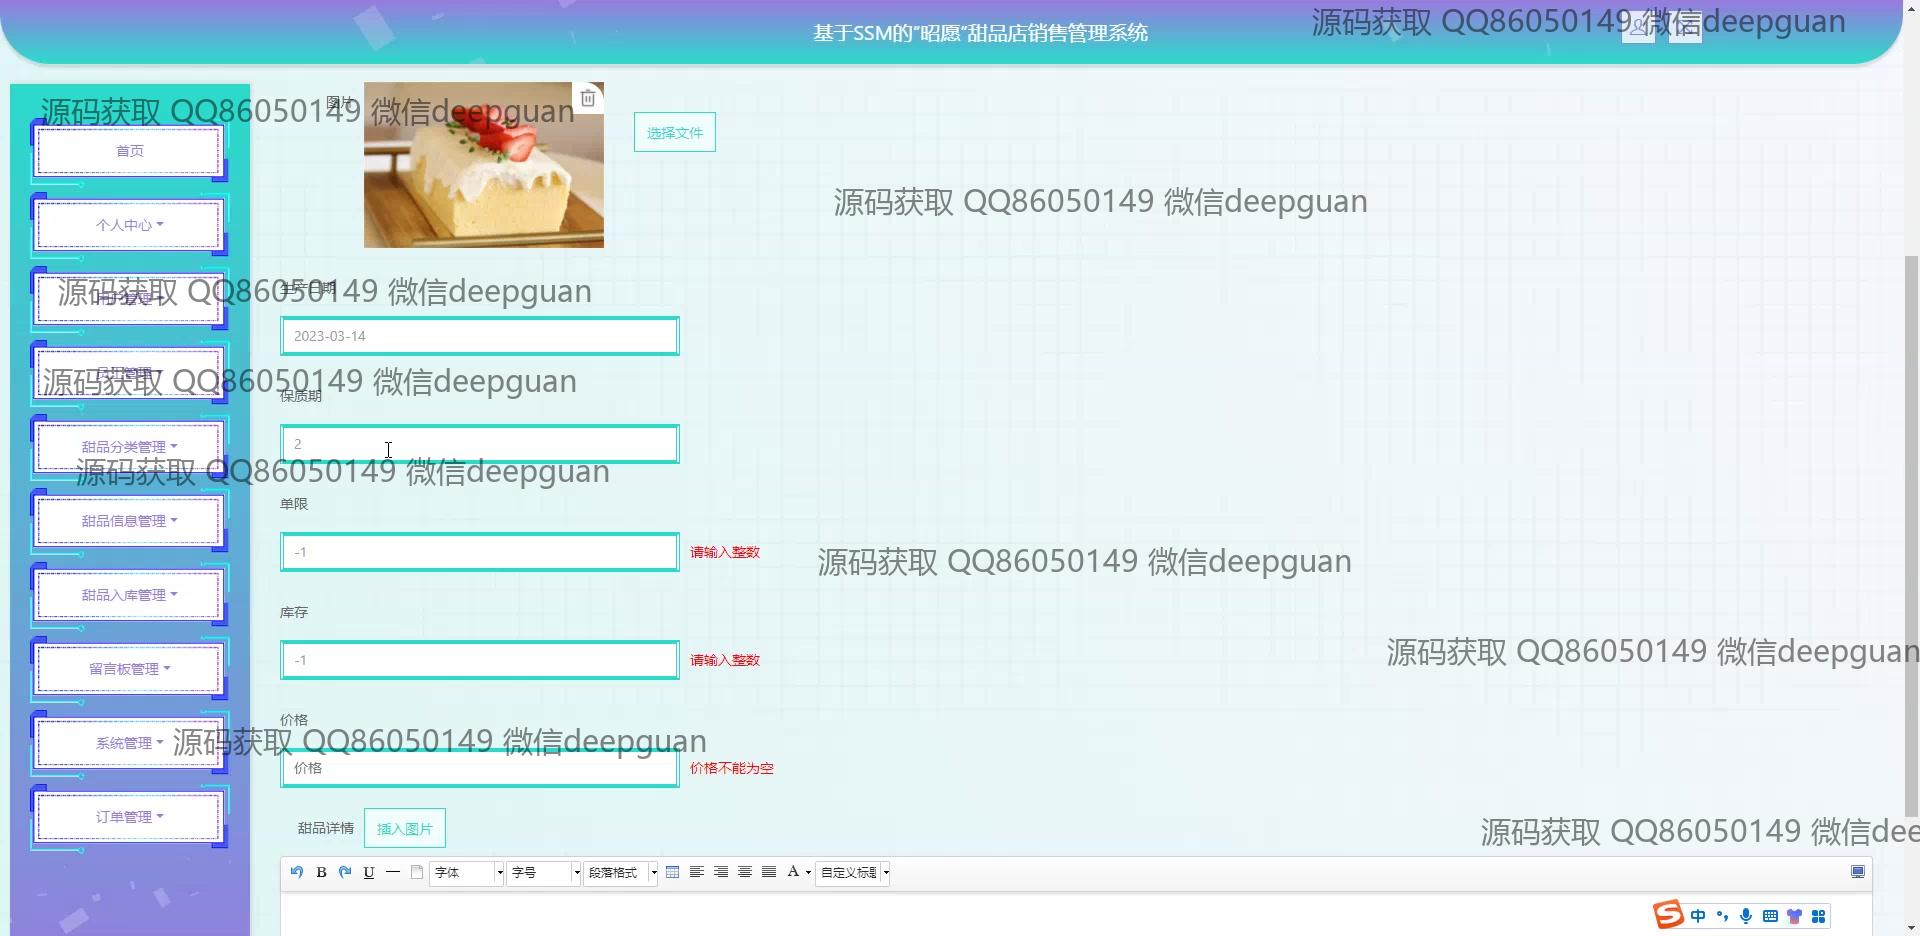 基于SSM的“昭愿”甜品店销售管理系统
源码获取 QQ86050149 微信deepguan
源码获取 QQ86050149 微信deepguan
图片
选择文件
首页
源码获取 QQ86050149 微信deepguan
个人中心
源码获取 QQ86050149 微信deepguan
生产日期
2023-03-14
源码获取 QQ86050149 微信deepguan
保质期
2
甜品分类管理
源码获取 QQ86050149 微信deepguan
单限
甜品信息管理
-1
请输入整数
源码获取 QQ86050149 微信deepguan
甜品入库管理
库存
-1
请输入整数
源码获取 QQ86050149 微信deepguan
留言板管理
价格
系统管理
源码获取 QQ86050149 微信deepguan
价格
价格不能为空
订单管理
甜品详情
插入图片
源码获取 QQ86050149 微信dee
B
U
字体
字号
段落格式
A
自定义标题
中